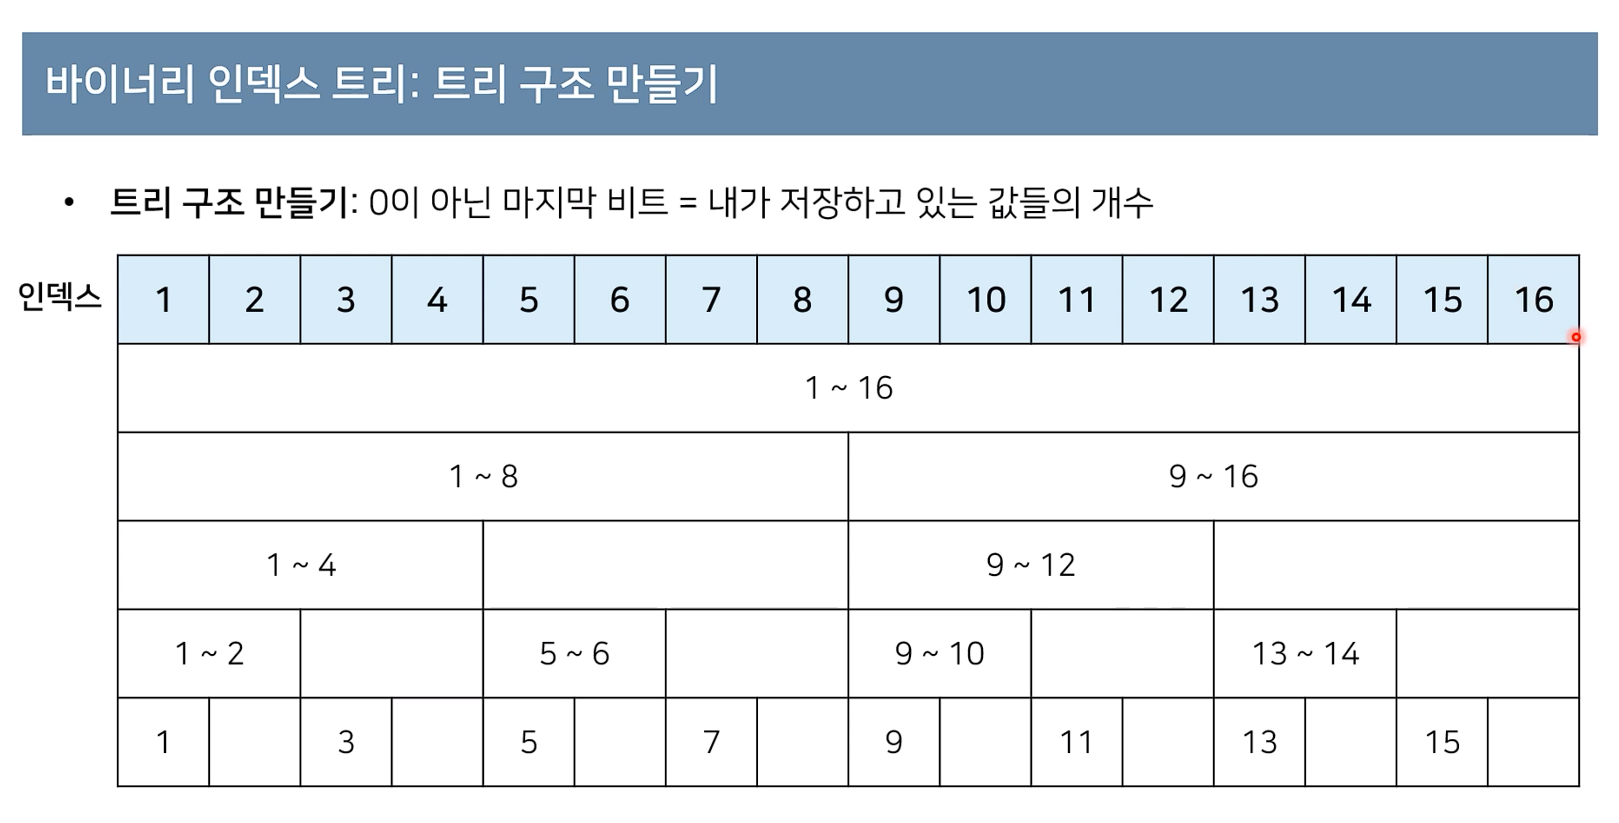 바이너리 인덱스 트리: 트리 구조 만들기
• 트리 구조 만들기: 0이 아닌 마지막 비트 = 내가 저장하고 있는 값들의 개수
인덱스 1 2 3 4 5 6 7 8 9 10 11 12 13 14 15 16
1 ~ 16
1 ~ 8 9 ~ 16
1 ~ 4 9 ~ 12
1 ~ 2 5 ~ 6 9 ~ 10 13 ~ 14
1 3 5 7 9 11 13 15